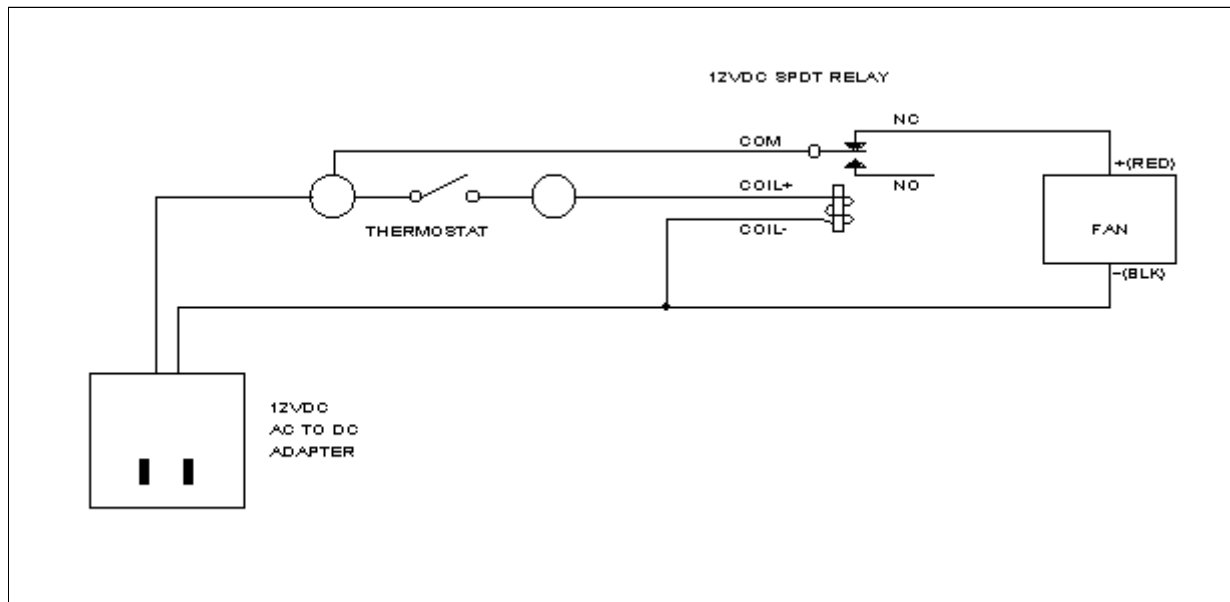 12VDC SPDT RELAY
NC
COM
+(RED)
COIL+
NO
THERMOSTAT
COIL-
FAN
-(BLK)
12VDC
AC TO DC
ADAPTER